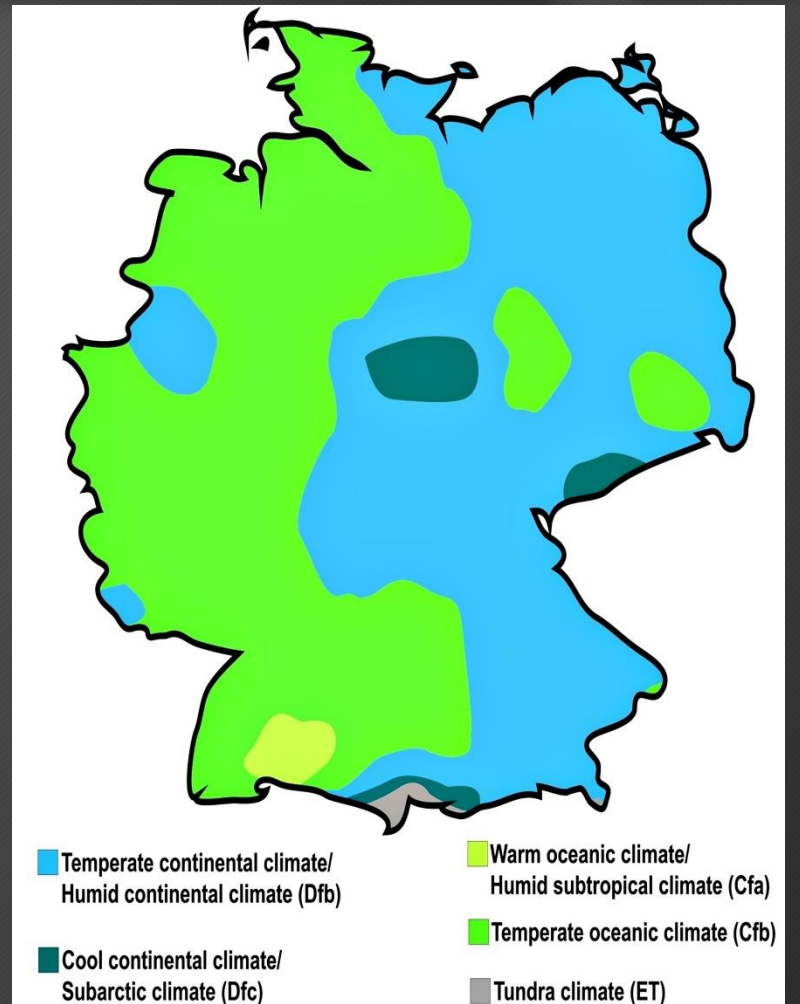 Temperate continental climate/
Humid continental climate (Dfb)
Cool continental climate/
Subarctic climate (Dfc)
Warm oceanic climate/
Humid subtropical climate (Cfa)
Temperate oceanic climate (Cfb)
Tundra climate (ET)